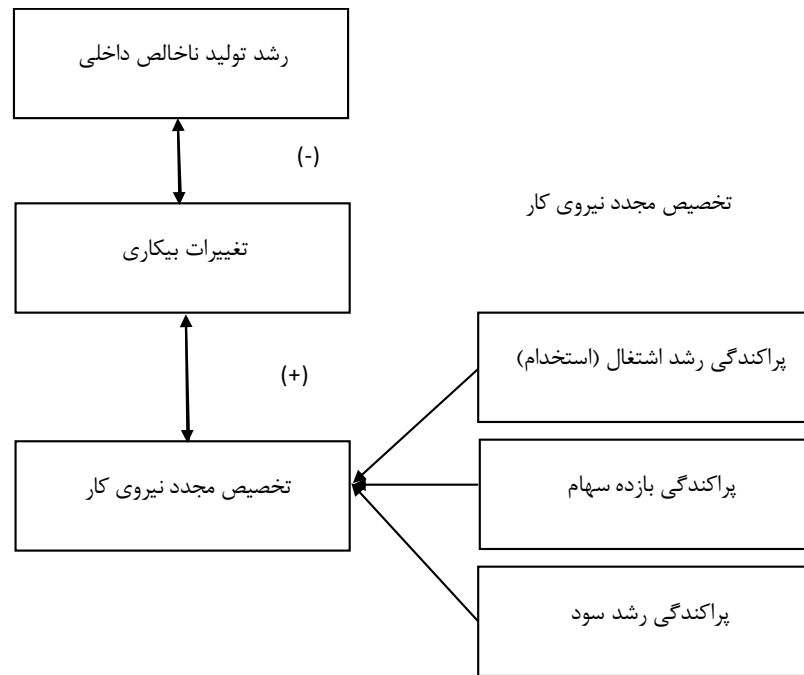 رشد تولید ناخالص داخلی
(-)
تغییرات بیکاری
(+)
تخصیص مجدد نیروی کار
تخصیص مجدد نیروی کار
پراکندگی رشد اشتغال (استخدام)
پراکندگی بازده سهام
پراکندگی رشد سود